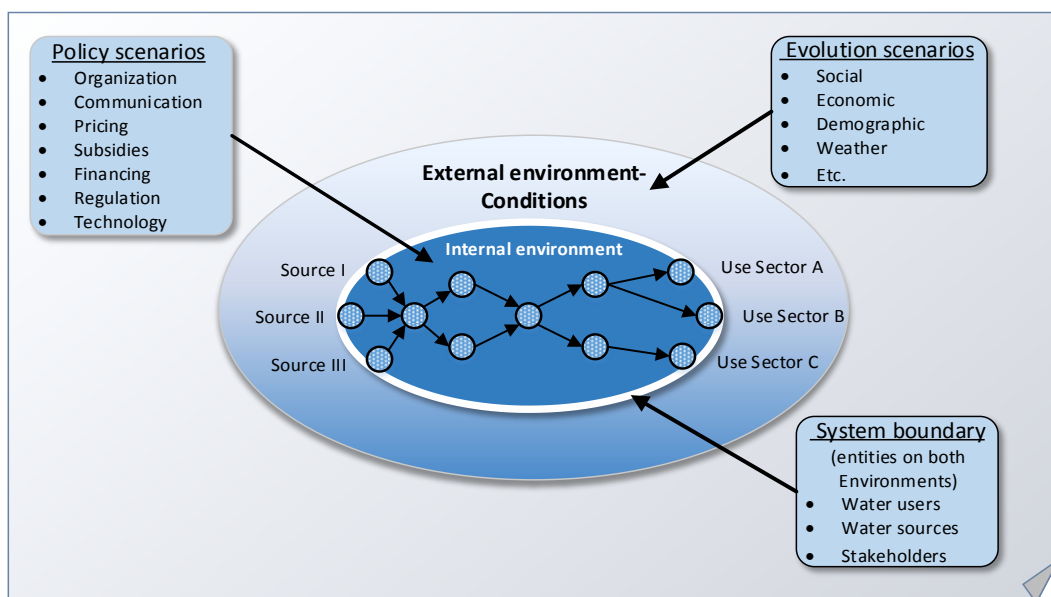 Policy scenarios
• Organization
• Communication
• Pricing
• Subsidies
• Financing
• Regulation
• Technology
Evolution scenarios
• Social
• Economic
• Demographic
• Weather
• Etc.
External environment-
Conditions
Internal environment
Source I
Source II
Source III
Use Sector A
Use Sector B
Use Sector C
System boundary
(entities on both
Environments)
• Water users
• Water sources
• Stakeholders